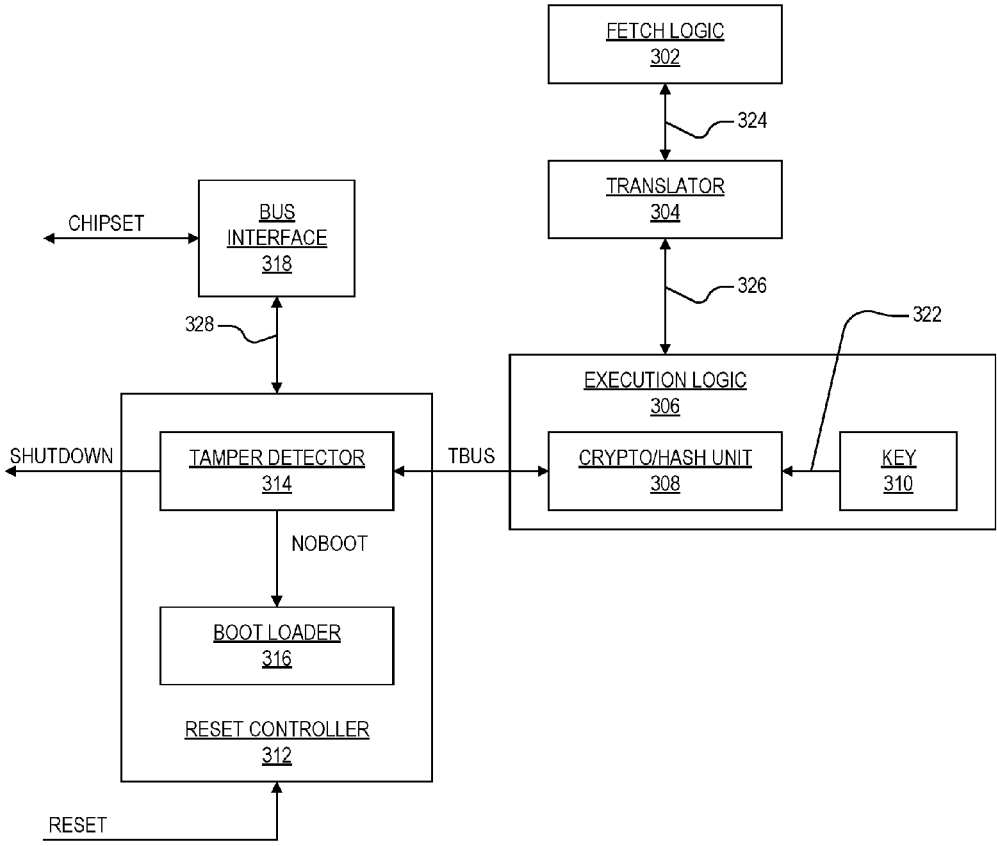 FETCH LOGIC
302
324
TRANSLATOR
304
CHIPSET
BUS
INTERFACE
318
326
328
322
EXECUTION LOGIC
306
SHUTDOWN
TAMPER DETECTOR
314
TBUS
CRYPTO/HASH UNIT
308
KEY
310
NOBOOT
BOOT LOADER
316
RESET CONTROLLER
312
RESET